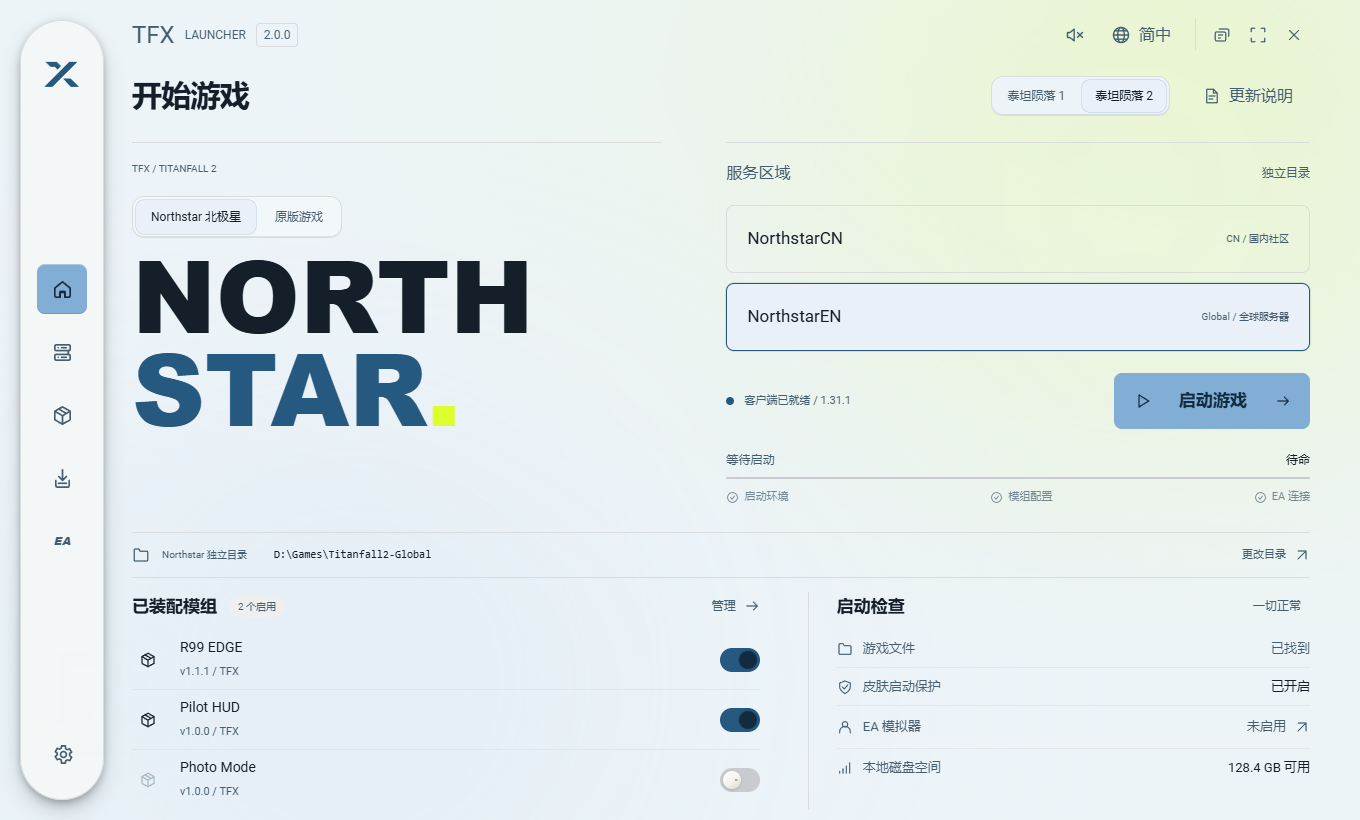 TFX LAUNCHER 2.0.0
简中
开始游戏
泰坦陨落 1
泰坦陨落 2
更新说明
TFX / TITANFALL 2
Northstar 北极星
原版游戏
NORTH
STAR.
服务区域
独立目录
NorthstarCN
CN / 国内社区
NorthstarEN
Global / 全球服务器
客户端已就绪 / 1.31.1
启动游戏
等待启动
待命
启动环境
模组配置
EA 连接
EA
Northstar 独立目录
D:\Games\Titanfall2-Global
更改目录
已装配模组
2 个启用
管理
R99 EDGE
v1.1.1 / TFX
Pilot HUD
v1.0.0 / TFX
Photo Mode
v1.0.0 / TFX
启动检查
一切正常
游戏文件
已找到
皮肤启动保护
已开启
EA 模拟器
未启用
本地磁盘空间
128.4 GB 可用